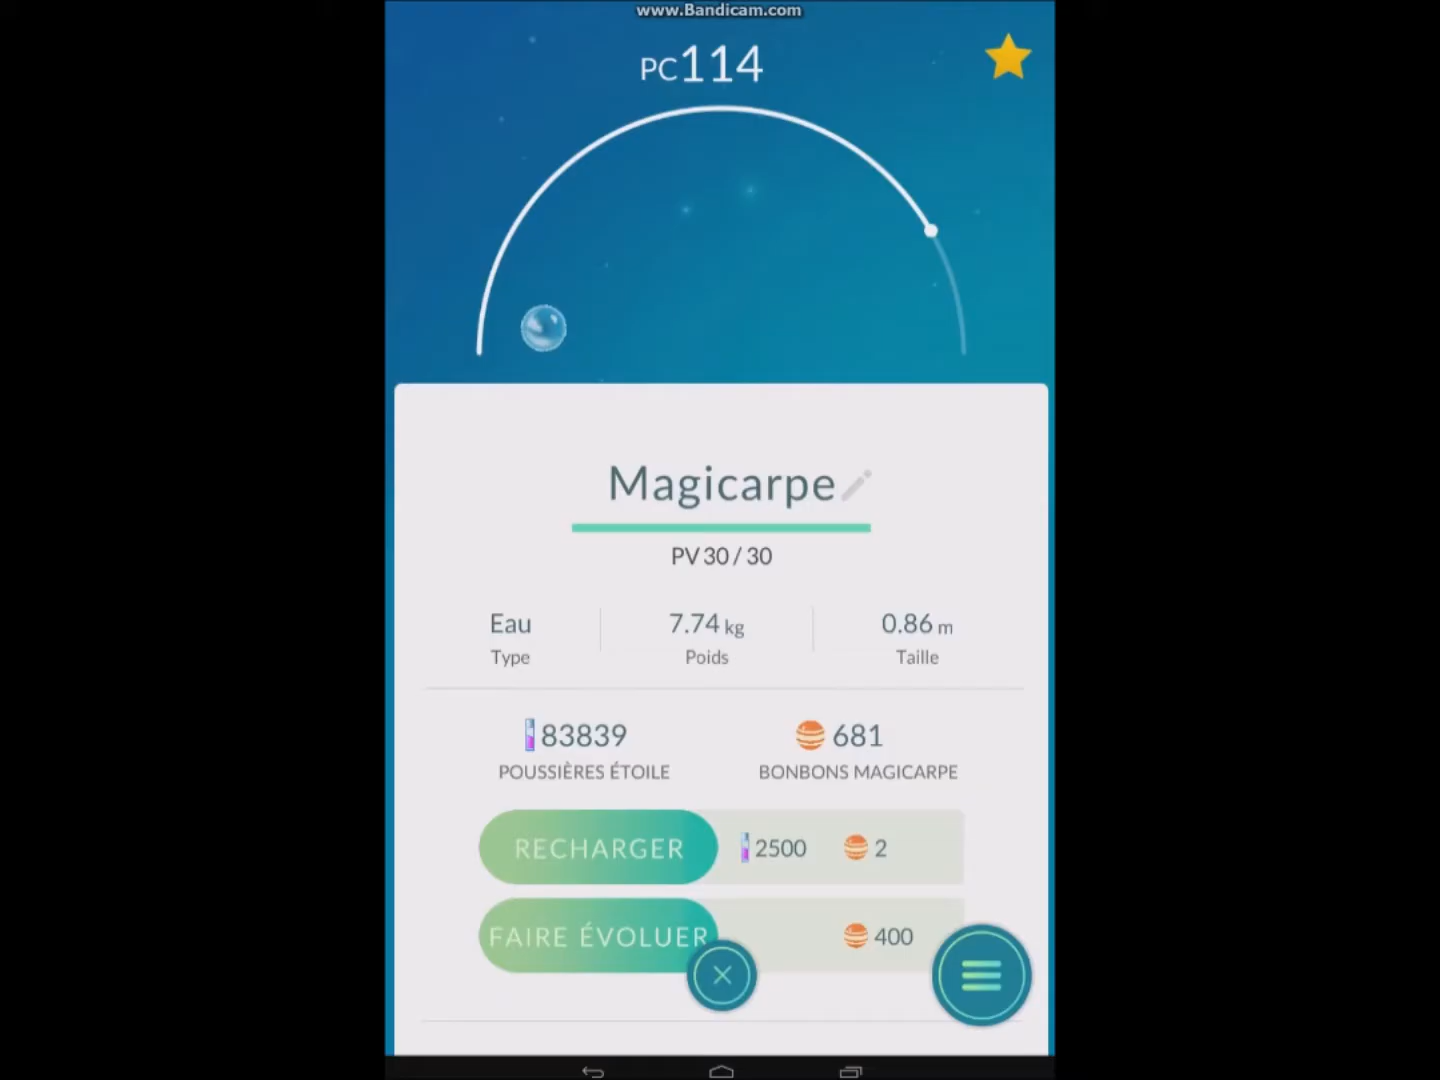 www.Bandicam.com
PC114
Magicarpe
PV 30 / 30
Eau 7.74 kg 0.86 m
Type Poids Taille
83839 681
POUSSIÈRES ÉTOILE BONBONS MAGICARPE
RECHARGER 2500 2
FAIRE ÉVOLUER 400